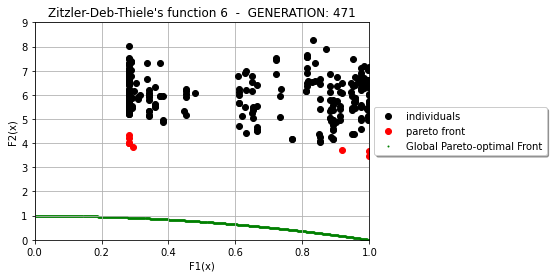 Zitzler-Deb-Thiele's function 6 - GENERATION: 471
9
8
7
6
5
4
3
2
1
0
F2(x)
0.0 0.2 0.4 0.6 0.8 1.0
F1(x)
individuals
pareto front
Global Pareto-optimal Front